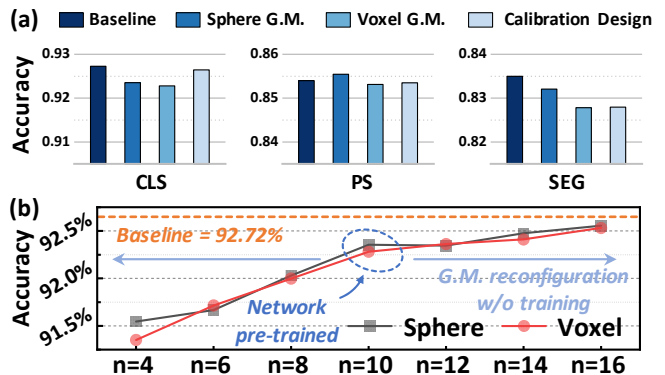 (a) Baseline Sphere G.M. Voxel G.M. Calibration Design
Accuracy
0.93 0.86 0.84
0.92 0.85 0.83
0.91 0.84 0.82
CLS PS SEG
(b)
Accuracy
92.5%
92.0%
91.5%
Baseline = 92.72%
G.M. reconfiguration
w/o training
Network
pre-trained
Sphere Voxel
n=4 n=6 n=8 n=10 n=12 n=14 n=16